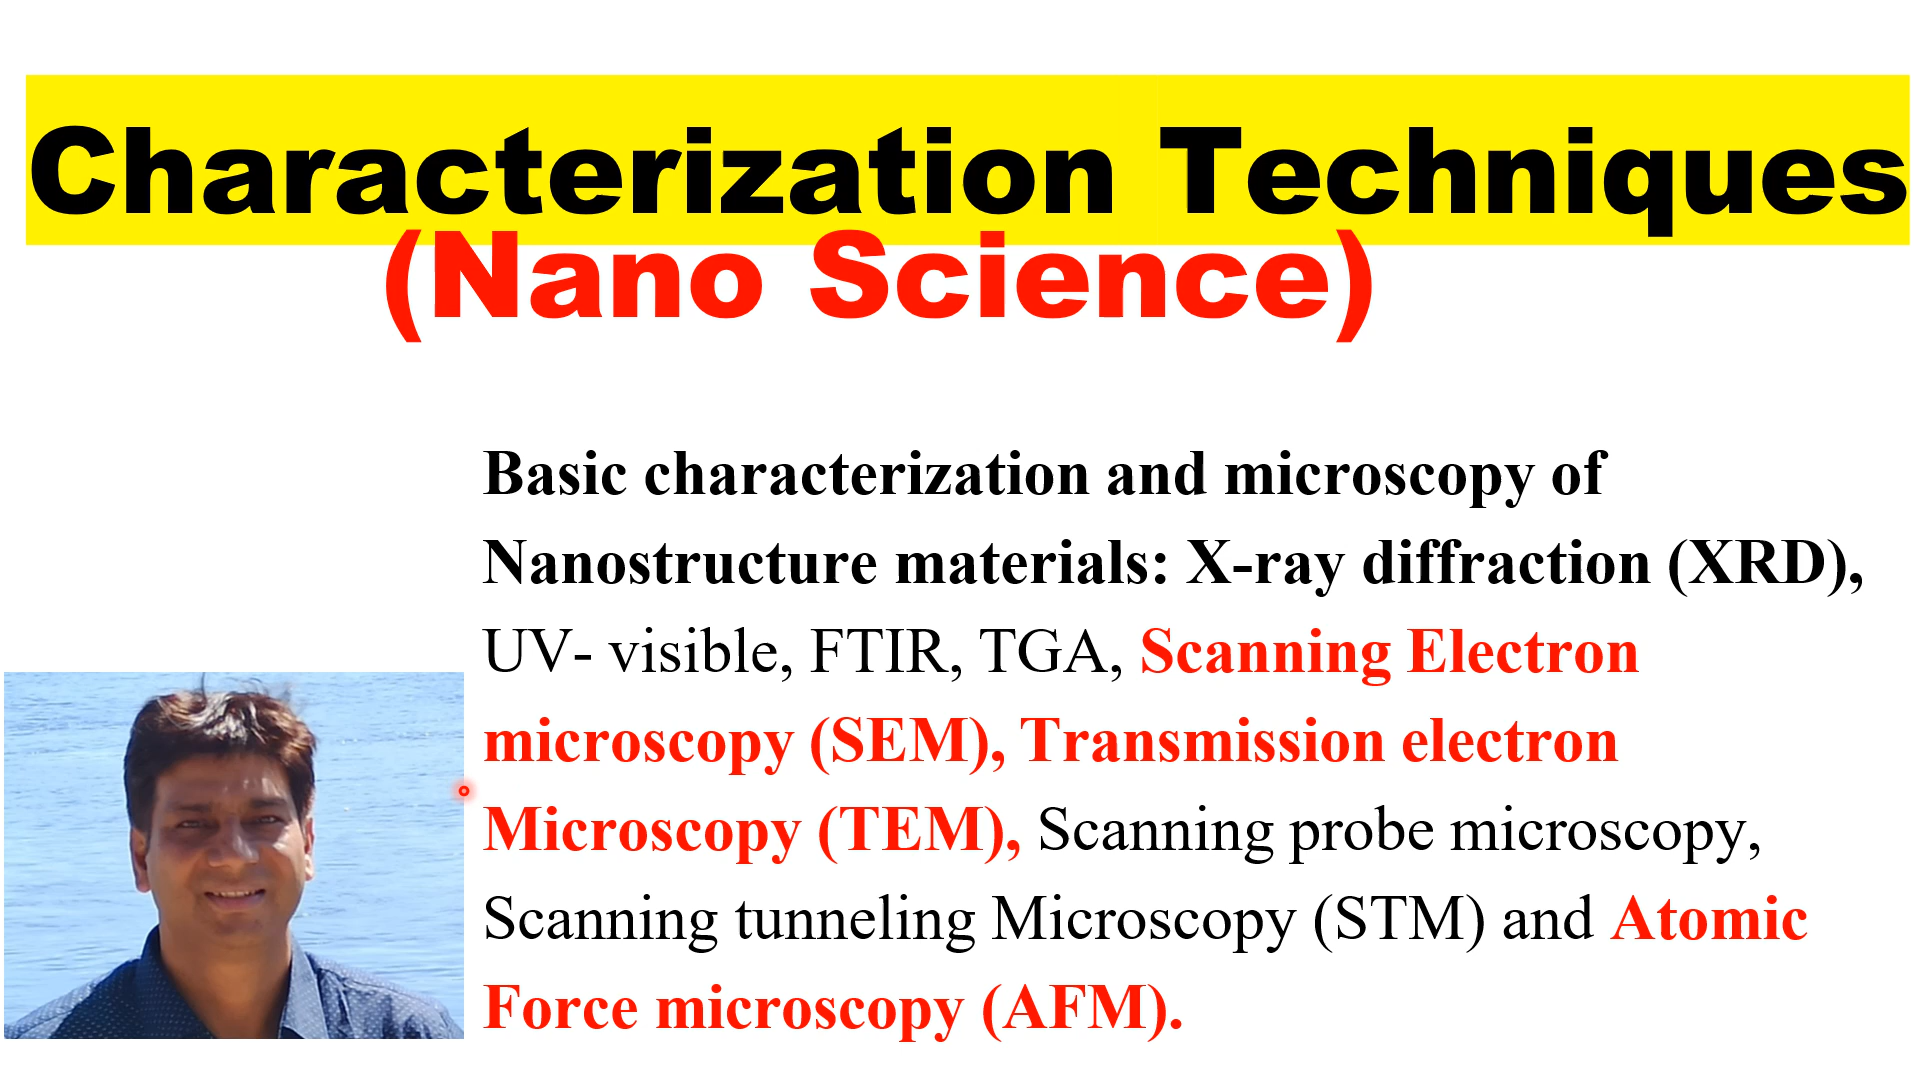 Characterization Techniques
(Nano Science)
Basic characterization and microscopy of
Nanostructure materials: X-ray diffraction (XRD),
UV- visible, FTIR, TGA, Scanning Electron
microscopy (SEM), Transmission electron
Microscopy (TEM), Scanning probe microscopy,
Scanning tunneling Microscopy (STM) and Atomic
Force microscopy (AFM).